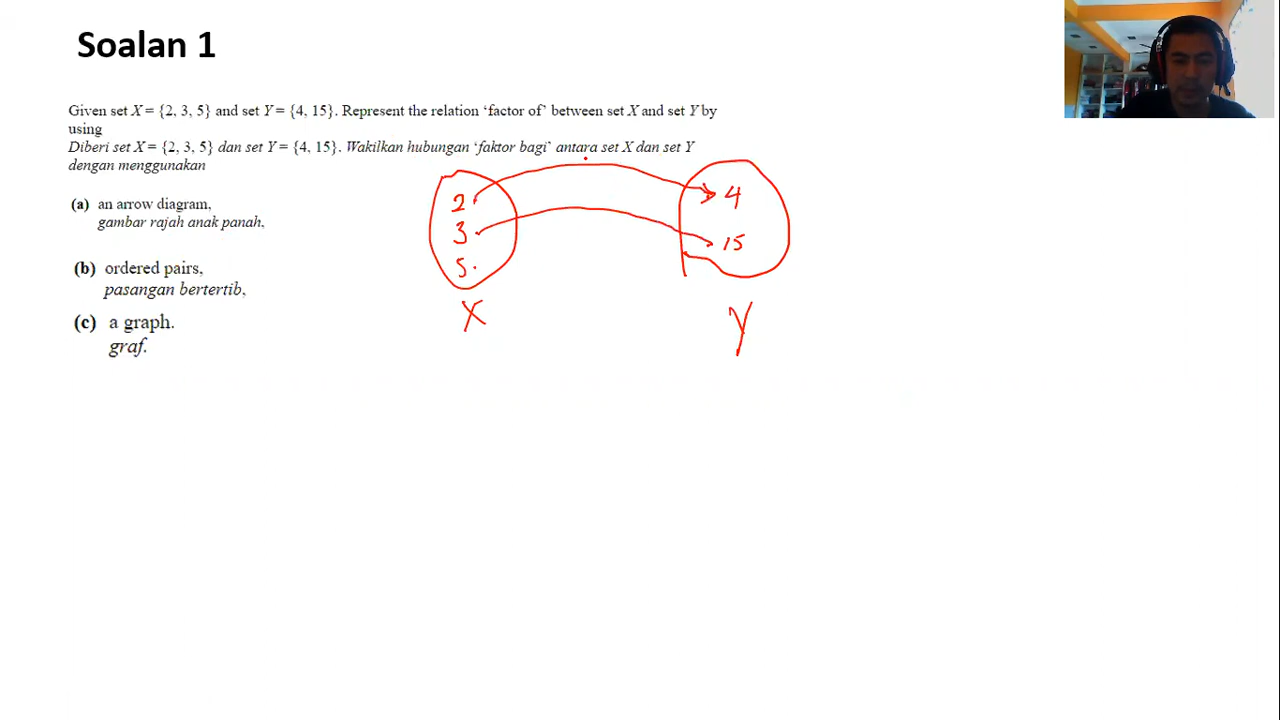 Soalan 1
Given set X = {2, 3, 5} and set Y = {4, 15}. Represent the relation ‘factor of’ between set X and set Y by
using
Diberi set X = {2, 3, 5} dan set Y = {4, 15}. Wakilkan hubungan ‘faktor bagi’ antara set X dan set Y
dengan menggunakan
(a) an arrow diagram,
gambar rajah anak panah,
(b) ordered pairs,
pasangan bertertib,
(c) a graph.
graf.
2 4
3 15
5
X Y